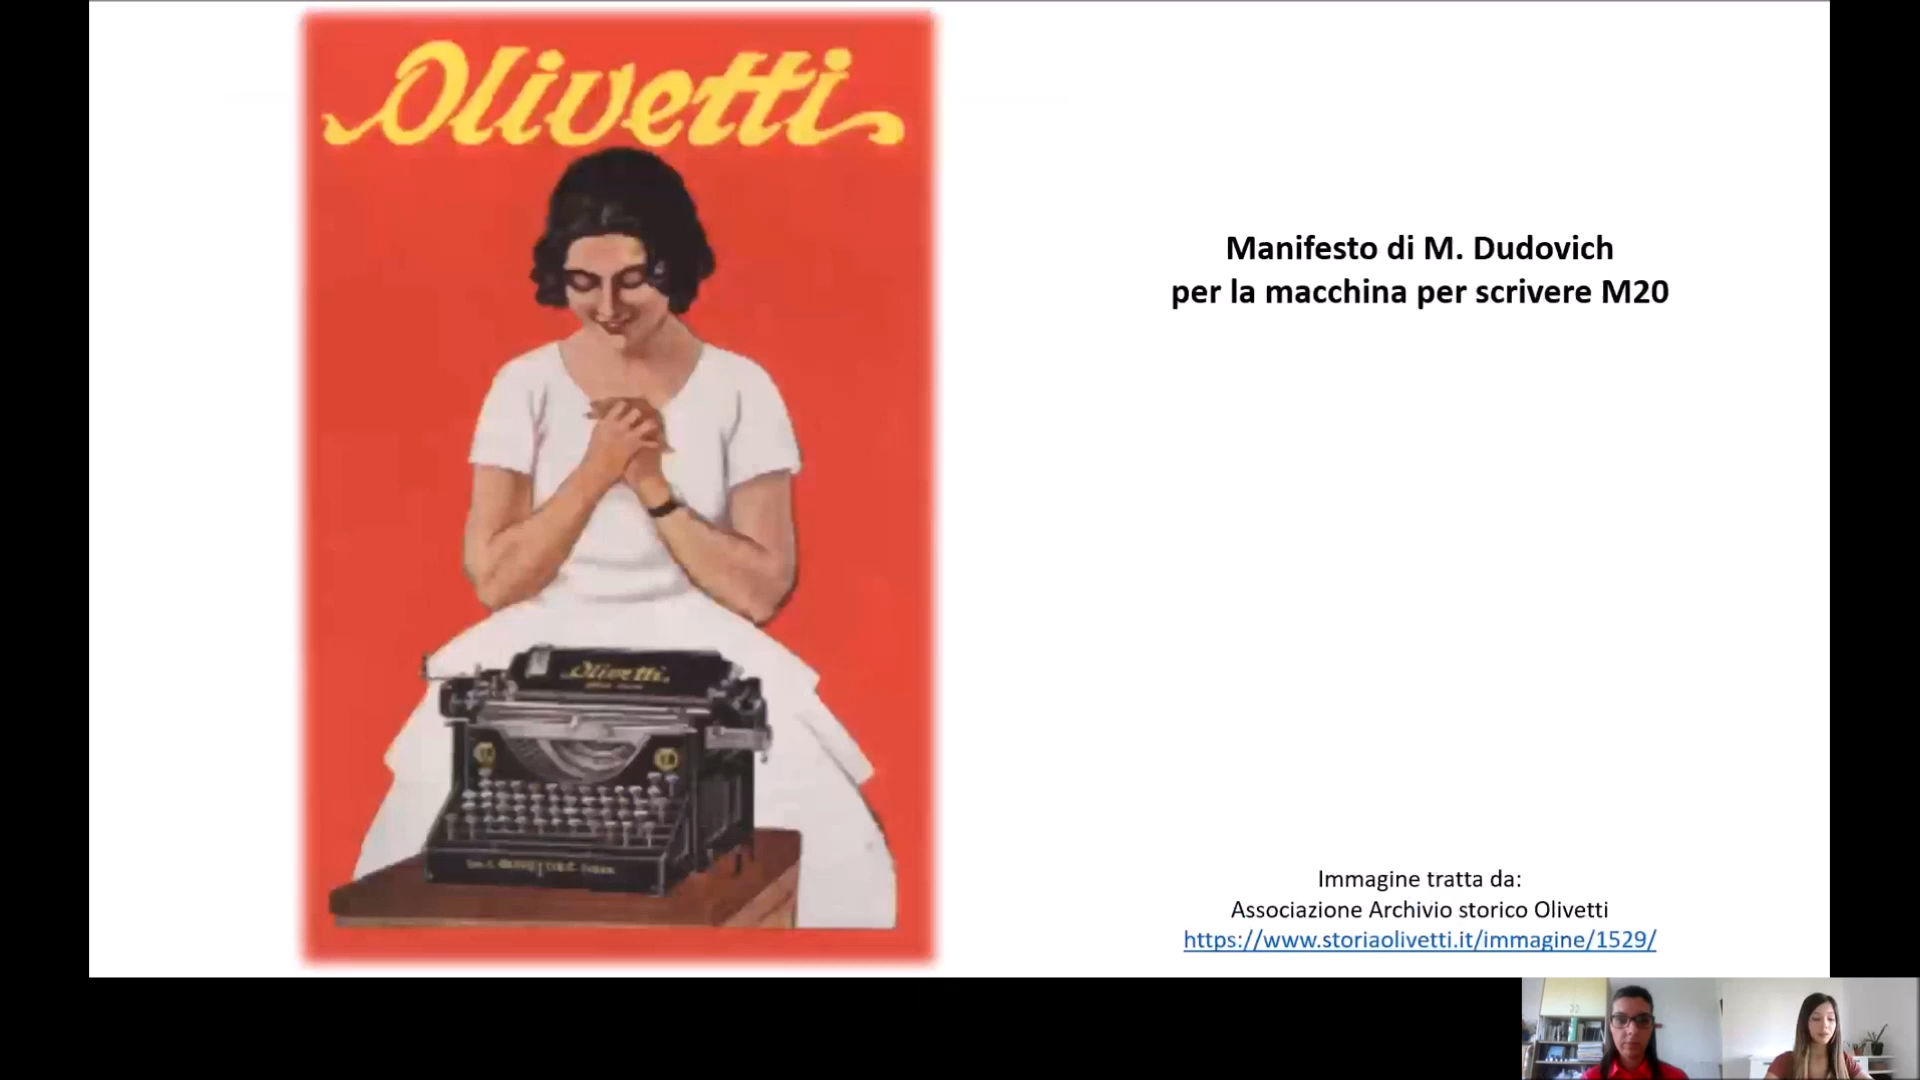 Olivetti
Manifesto di M. Dudovich
per la macchina per scrivere M20
Olivetti
Immagine tratta da:
Associazione Archivio storico Olivetti
https://www.storiaolivetti.it/immagine/1529/